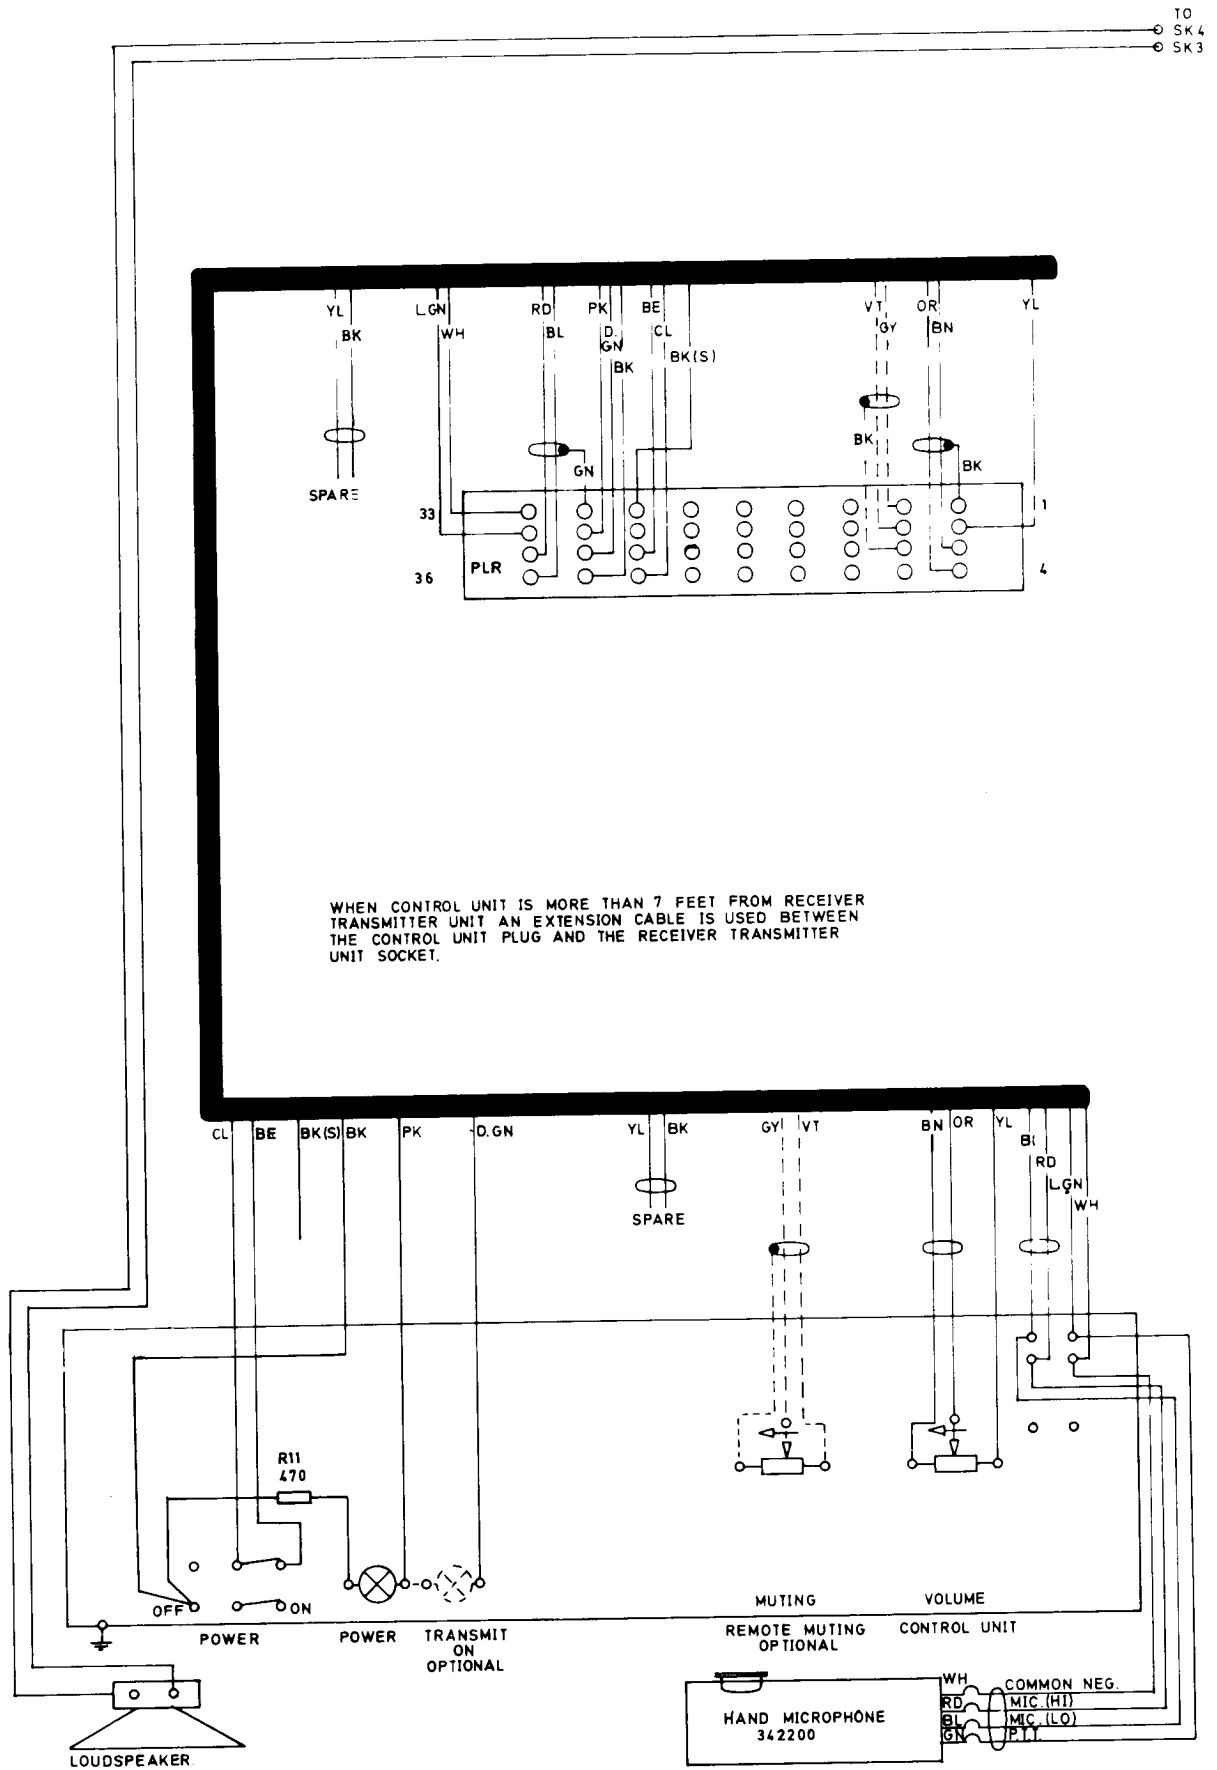 TO
SK4
SK3
YL
BK
L.GN
WH
RD
BL
PK
D.
GN
BK
BE
CL
BK(S)
VT
GY
OR
BN
YL
BK
GN
BK
SPARE
33
1
PLR
36
4
WHEN CONTROL UNIT IS MORE THAN 7 FEET FROM RECEIVER
TRANSMITTER UNIT AN EXTENSION CABLE IS USED BETWEEN
THE CONTROL UNIT PLUG AND THE RECEIVER TRANSMITTER
UNIT SOCKET.
CL
BE
BK(S)
BK
PK
D.GN
YL
BK
GY
VT
BN
OR
YL
RD
L.GN
WH
SPARE
R11
470
OFF
ON
POWER
POWER
TRANSMIT
ON
OPTIONAL
MUTING
REMOTE MUTING
OPTIONAL
VOLUME
CONTROL UNIT
LOUDSPEAKER
HAND MICROPHONE
342200
WH
RD
BL
GN
COMMON NEG.
MIC.(HI)
MIC.(LO)
P.T.T.